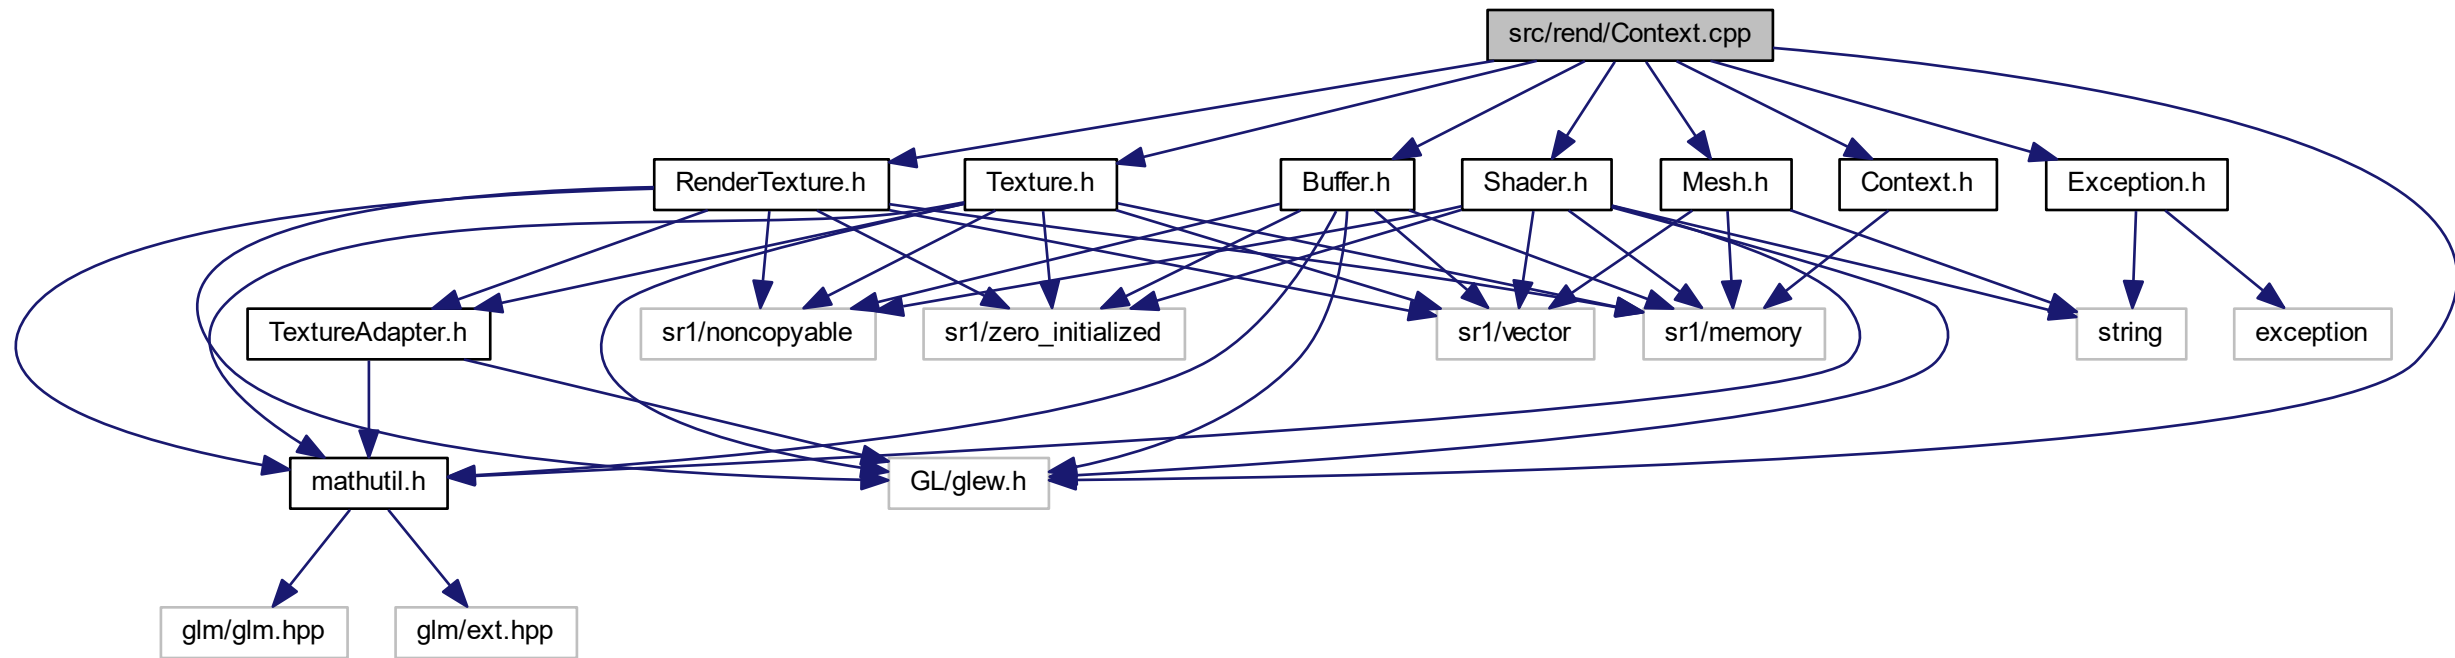 src/rend/Context.cpp
RenderTexture.h
Texture.h
Buffer.h
Shader.h
Mesh.h
Context.h
Exception.h
TextureAdapter.h
sr1/noncopyable
sr1/zero_initialized
sr1/vector
sr1/memory
string
exception
mathutil.h
GL/glew.h
glm/glm.hpp
glm/ext.hpp